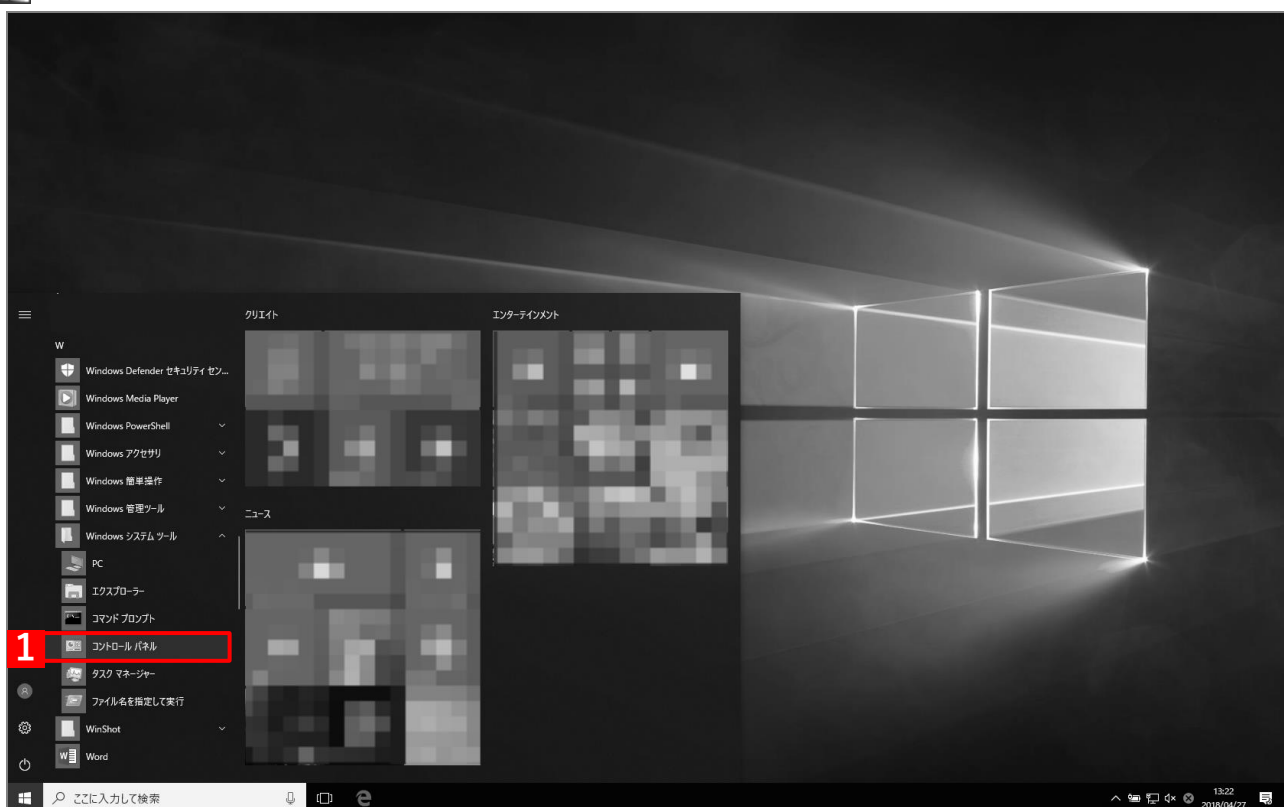 クリエイト
エンターテインメント
W
Windows Defender セキュリティ セン...
Windows Media Player
Windows PowerShell
Windows アクセサリ
Windows 簡単操作
Windows 管理ツール
ニュース
Windows システム ツール
PC
エクスプローラー
コマンド プロンプト
1
コントロール パネル
タスク マネージャー
ファイル名を指定して実行
WinShot
Word
ここに入力して検索
13:22
2018/04/27